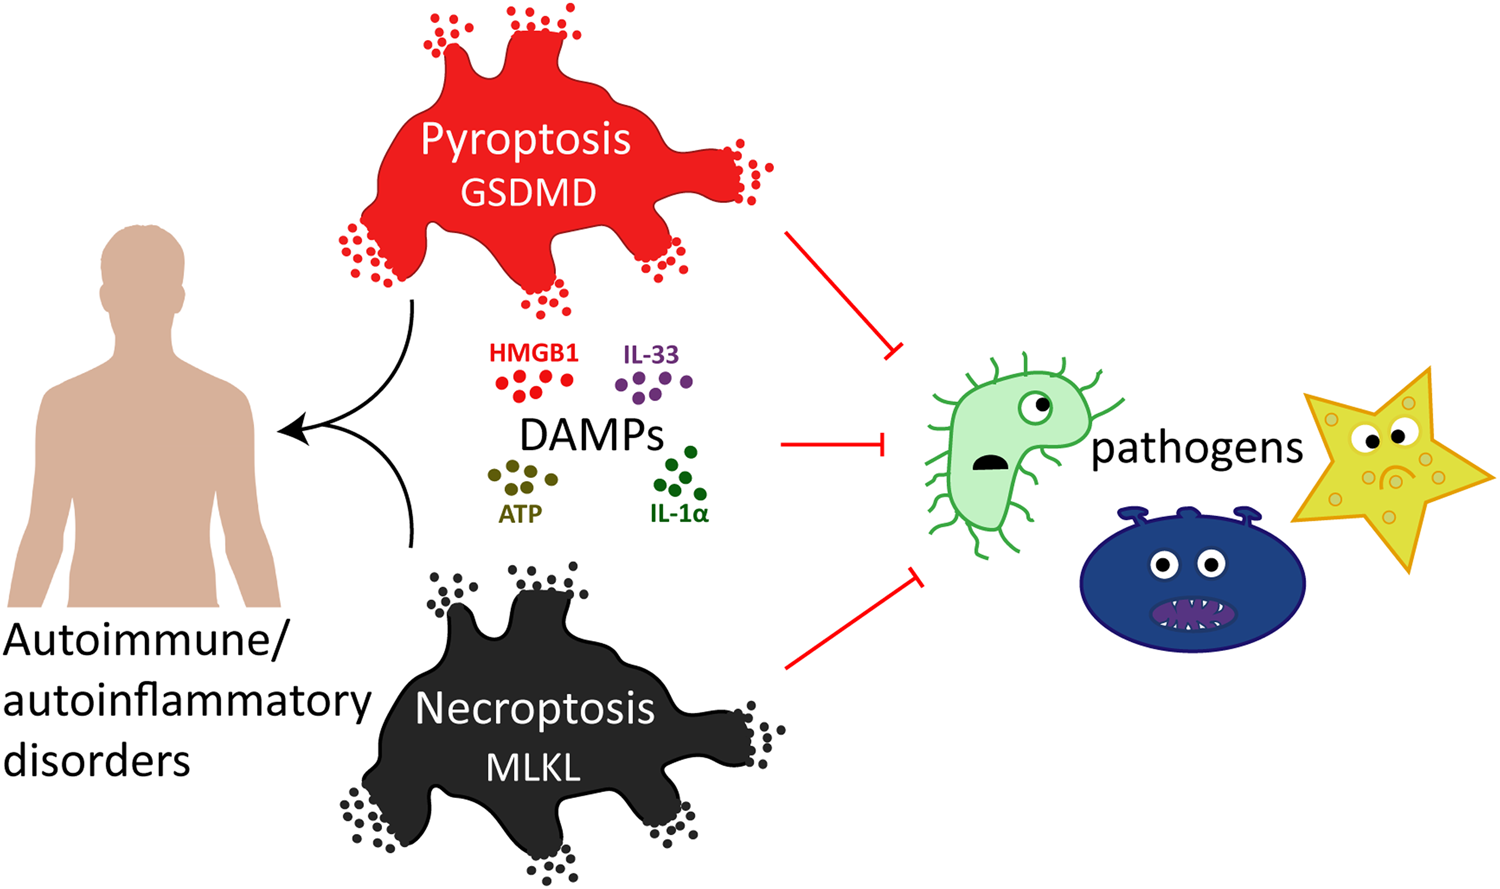 Pyroptosis
GSDMD
HMGB1
IL-33
DAMPs
ATP
IL-1α
pathogens
Autoimmune/
autoinflammatory
disorders
Necroptosis
MLKL